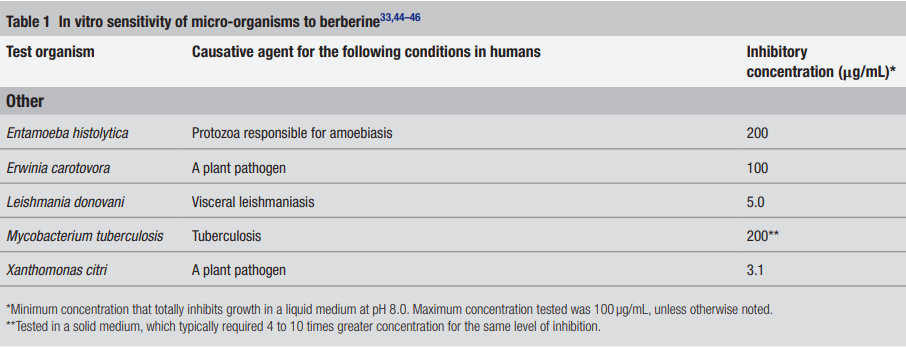 Table 1 In vitro sensitivity of micro-organisms to berberine33,44–46
Test organism Causative agent for the following conditions in humans Inhibitory
concentration (μg/mL)*
Other
Entamoeba histolytica Protozoa responsible for amoebiasis 200
Erwinia carotovora A plant pathogen 100
Leishmania donovani Visceral leishmaniasis 5.0
Mycobacterium tuberculosis Tuberculosis 200**
Xanthomonas citri A plant pathogen 3.1
*Minimum concentration that totally inhibits growth in a liquid medium at pH 8.0. Maximum concentration tested was 100 μg/mL, unless otherwise noted.
**Tested in a solid medium, which typically required 4 to 10 times greater concentration for the same level of inhibition.